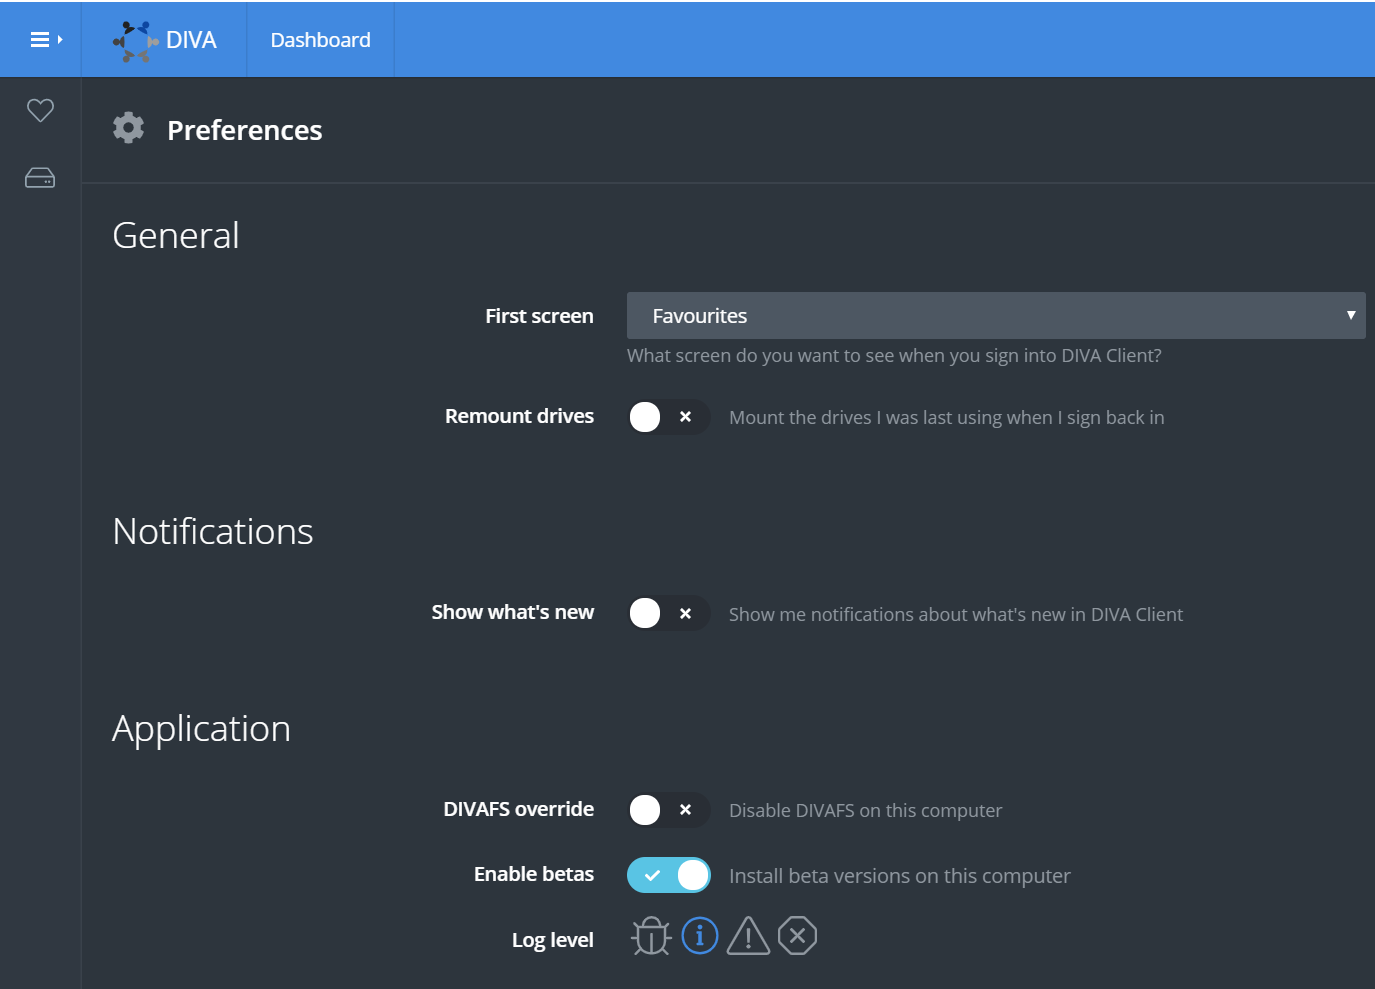 DIVA
Dashboard
Preferences
General
First screen
Favourites
What screen do you want to see when you sign into DIVA Client?
Remount drives
Mount the drives I was last using when I sign back in
Notifications
Show what's new
Show me notifications about what's new in DIVA Client
Application
DIVAFS override
Disable DIVAFS on this computer
Enable betas
Install beta versions on this computer
Log level